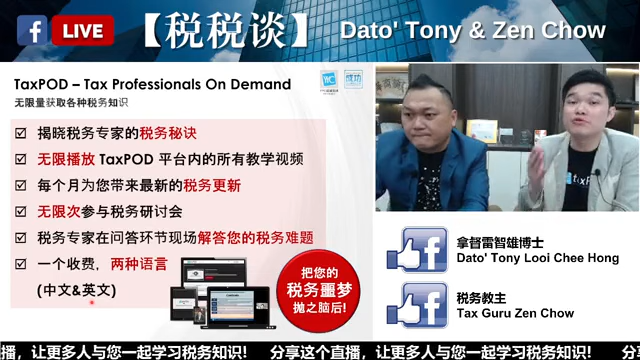 LIVE
【税税谈】
Dato' Tony & Zen Chow
TaxPOD – Tax Professionals On Demand
无限量获取各种税务知识
揭晓税务专家的税务秘诀
无限播放 TaxPOD 平台内的所有教学视频
每个月为您带来最新的税务更新
无限次参与税务研讨会
税务专家在问答环节现场解答您的税务难题
一个收费，两种语言
(中文&英文)
把您的
税务噩梦
抛之脑后!
拿督雷智雄博士
Dato' Tony Looi Chee Hong
税务教主
Tax Guru Zen Chow
播，让更多人与您一起学习税务知识! 分享这个直播，让更多人与您一起学习税务知识! 分享